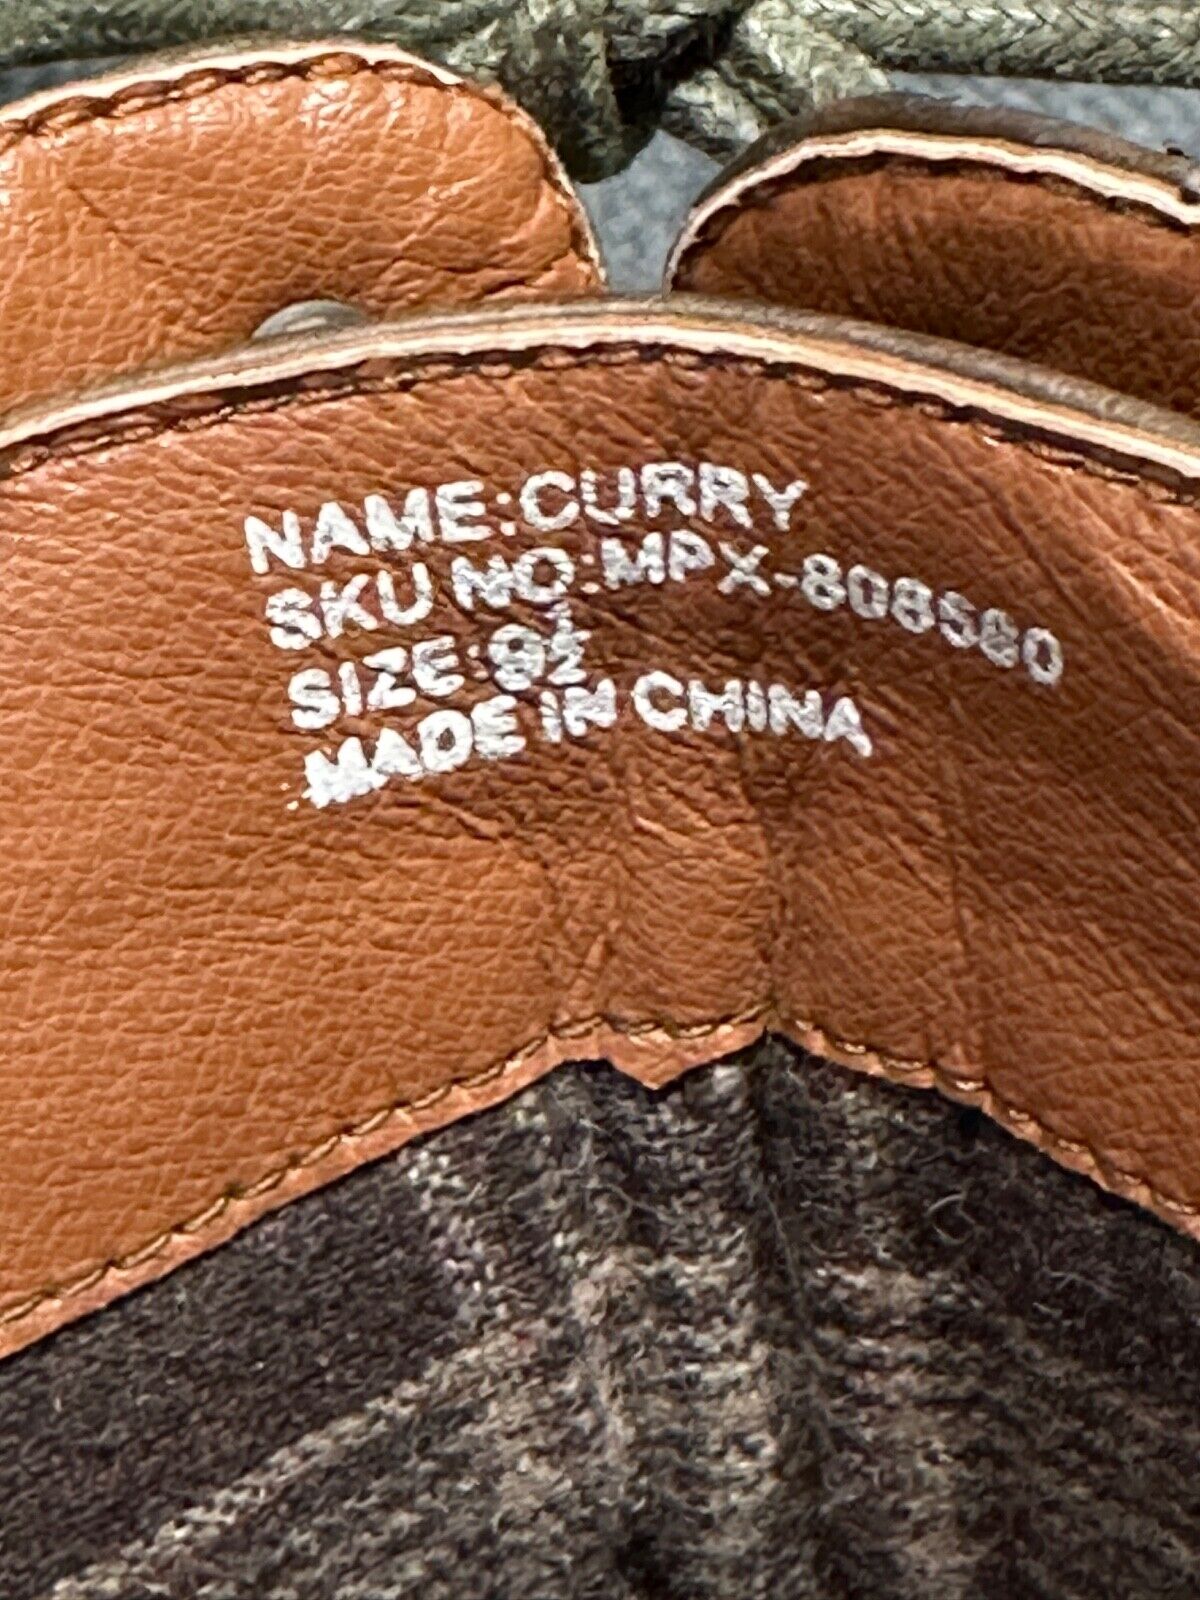 NAME:CURRY
SKU NO:MPX-808580
SIZE:9½
MADE IN CHINA